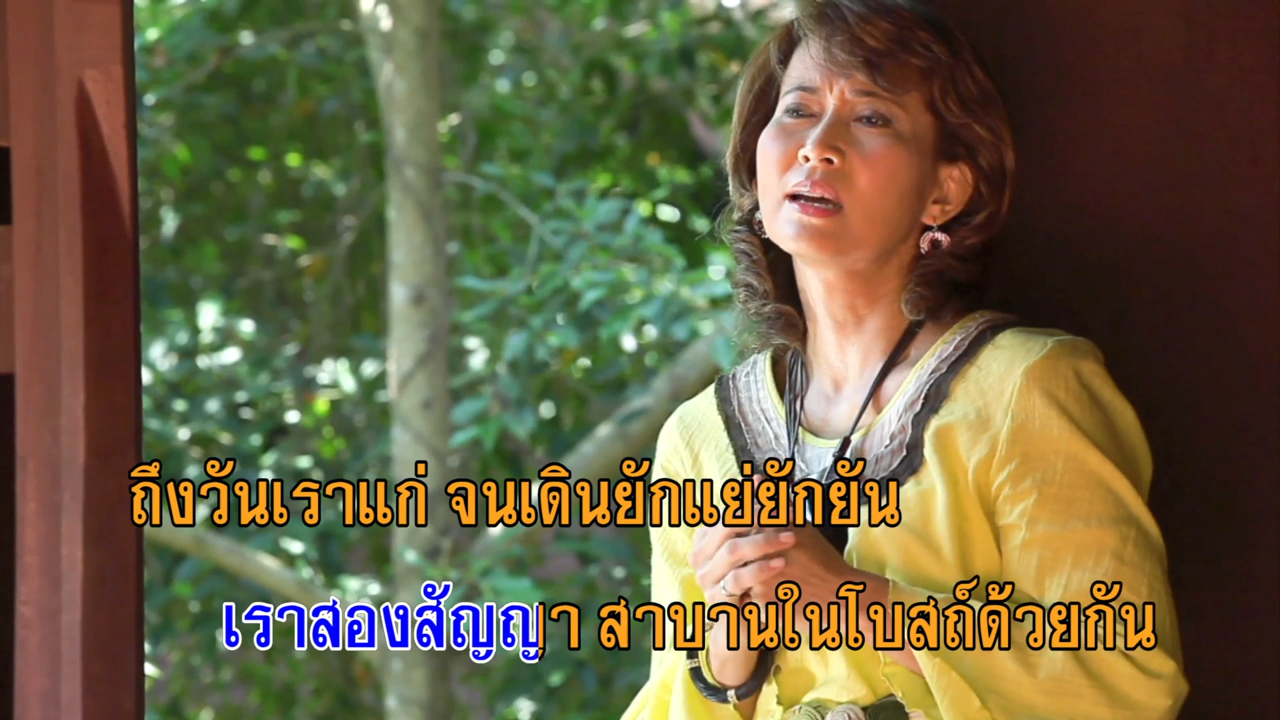 ถึงวันเราแก่ จนเดินยักแย่ยักยัน
เราสองสัญญา สาบานในโบสถ์ด้วยกัน